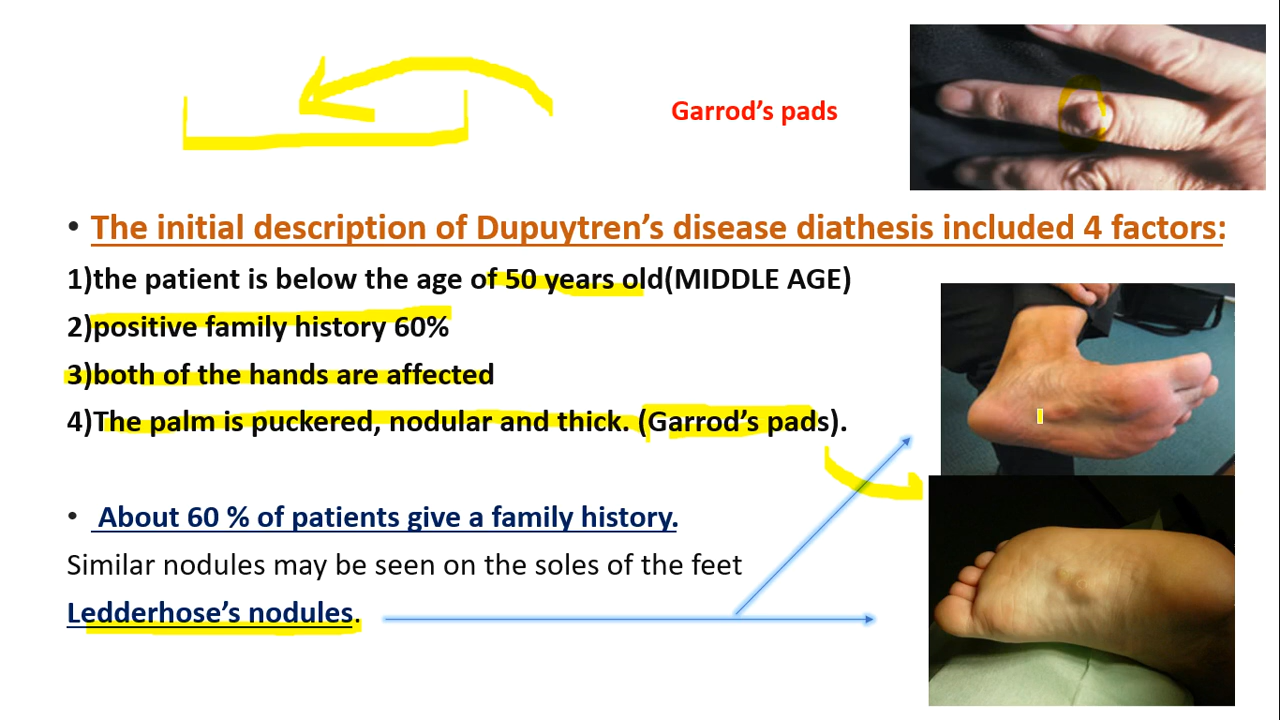 Garrod's pads
• The initial description of Dupuytren's disease diathesis included 4 factors:
1)the patient is below the age of 50 years old(MIDDLE AGE)
2)positive family history 60%
3)both of the hands are affected
4)The palm is puckered, nodular and thick. (Garrod's pads).
• About 60 % of patients give a family history.
Similar nodules may be seen on the soles of the feet
Ledderhose's nodules.